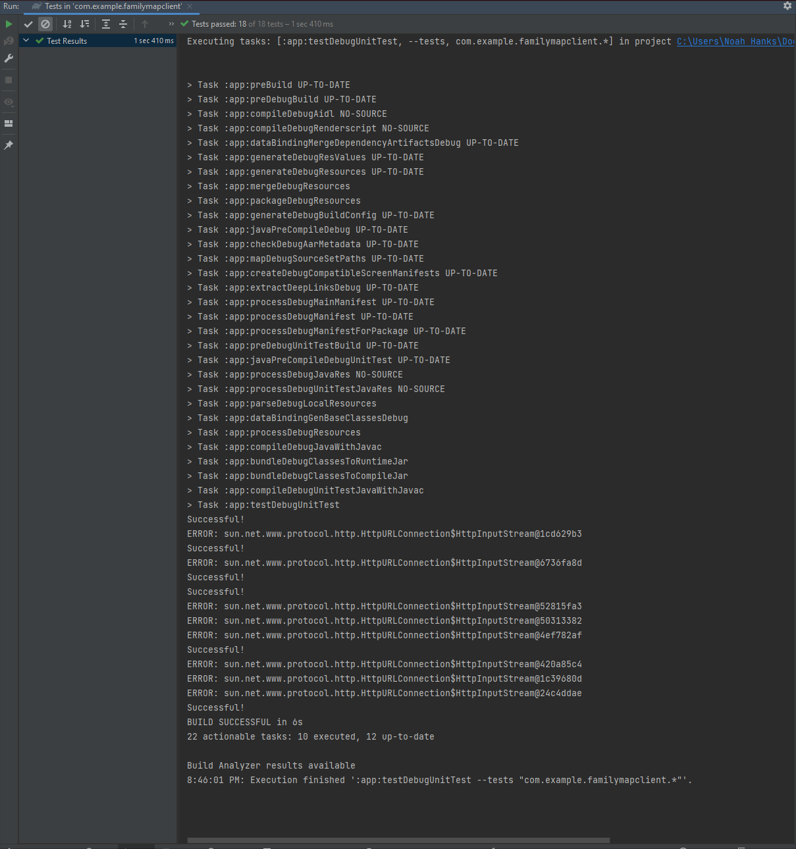 Run: Tests in 'com.example.familymapclient' ×
» Tests passed: 18 of 18 tests – 1 sec 410 ms
Test Results 1 sec 410 ms
Executing tasks: [:app:testDebugUnitTest, --tests, com.example.familymapclient.*] in project C:\Users\Noah Hanks\Do
> Task :app:preBuild UP-TO-DATE
> Task :app:preDebugBuild UP-TO-DATE
> Task :app:compileDebugAidl NO-SOURCE
> Task :app:compileDebugRenderscript NO-SOURCE
> Task :app:dataBindingMergeDependencyArtifactsDebug UP-TO-DATE
> Task :app:generateDebugResValues UP-TO-DATE
> Task :app:generateDebugResources UP-TO-DATE
> Task :app:mergeDebugResources
> Task :app:packageDebugResources
> Task :app:generateDebugBuildConfig UP-TO-DATE
> Task :app:javaPreCompileDebug UP-TO-DATE
> Task :app:checkDebugAarMetadata UP-TO-DATE
> Task :app:mapDebugSourceSetPaths UP-TO-DATE
> Task :app:createDebugCompatibleScreenManifests UP-TO-DATE
> Task :app:extractDeepLinksDebug UP-TO-DATE
> Task :app:processDebugMainManifest UP-TO-DATE
> Task :app:processDebugManifest UP-TO-DATE
> Task :app:processDebugManifestForPackage UP-TO-DATE
> Task :app:preDebugUnitTestBuild UP-TO-DATE
> Task :app:javaPreCompileDebugUnitTest UP-TO-DATE
> Task :app:processDebugJavaRes NO-SOURCE
> Task :app:processDebugUnitTestJavaRes NO-SOURCE
> Task :app:parseDebugLocalResources
> Task :app:dataBindingGenBaseClassesDebug
> Task :app:processDebugResources
> Task :app:compileDebugJavaWithJavac
> Task :app:bundleDebugClassesToRuntimeJar
> Task :app:bundleDebugClassesToCompileJar
> Task :app:compileDebugUnitTestJavaWithJavac
> Task :app:testDebugUnitTest
Successful!
ERROR: sun.net.www.protocol.http.HttpURLConnection$HttpInputStream@1cd629b3
Successful!
ERROR: sun.net.www.protocol.http.HttpURLConnection$HttpInputStream@6736fa8d
Successful!
Successful!
ERROR: sun.net.www.protocol.http.HttpURLConnection$HttpInputStream@52815fa3
ERROR: sun.net.www.protocol.http.HttpURLConnection$HttpInputStream@50313382
ERROR: sun.net.www.protocol.http.HttpURLConnection$HttpInputStream@4ef782af
Successful!
ERROR: sun.net.www.protocol.http.HttpURLConnection$HttpInputStream@420a85c4
ERROR: sun.net.www.protocol.http.HttpURLConnection$HttpInputStream@1c39680d
ERROR: sun.net.www.protocol.http.HttpURLConnection$HttpInputStream@24c4ddae
Successful!
BUILD SUCCESSFUL in 6s
22 actionable tasks: 10 executed, 12 up-to-date
Build Analyzer results available
8:46:01 PM: Execution finished ':app:testDebugUnitTest --tests "com.example.familymapclient.*"'.